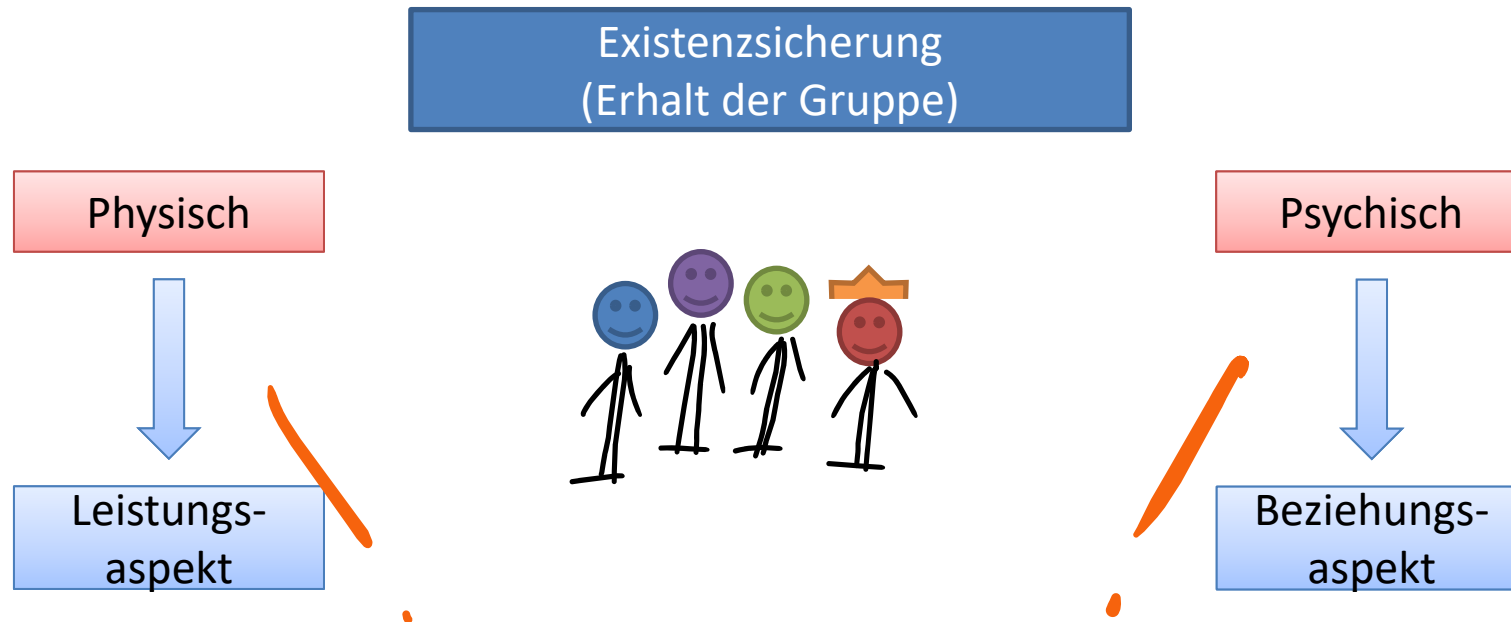 Existenzsicherung
(Erhalt der Gruppe)
Physisch
Psychisch
Leistungs-
aspekt
Beziehungs-
aspekt